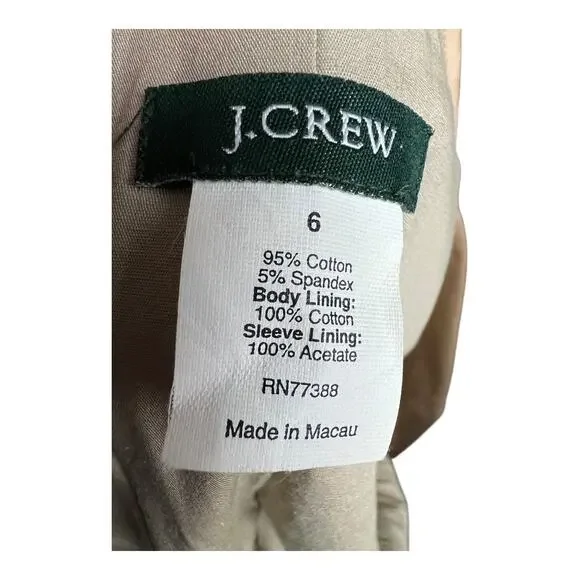 J.CREW
6
95% Cotton
5% Spandex
Body Lining:
100% Cotton
Sleeve Lining:
100% Acetate
RN77388
Made In Macau